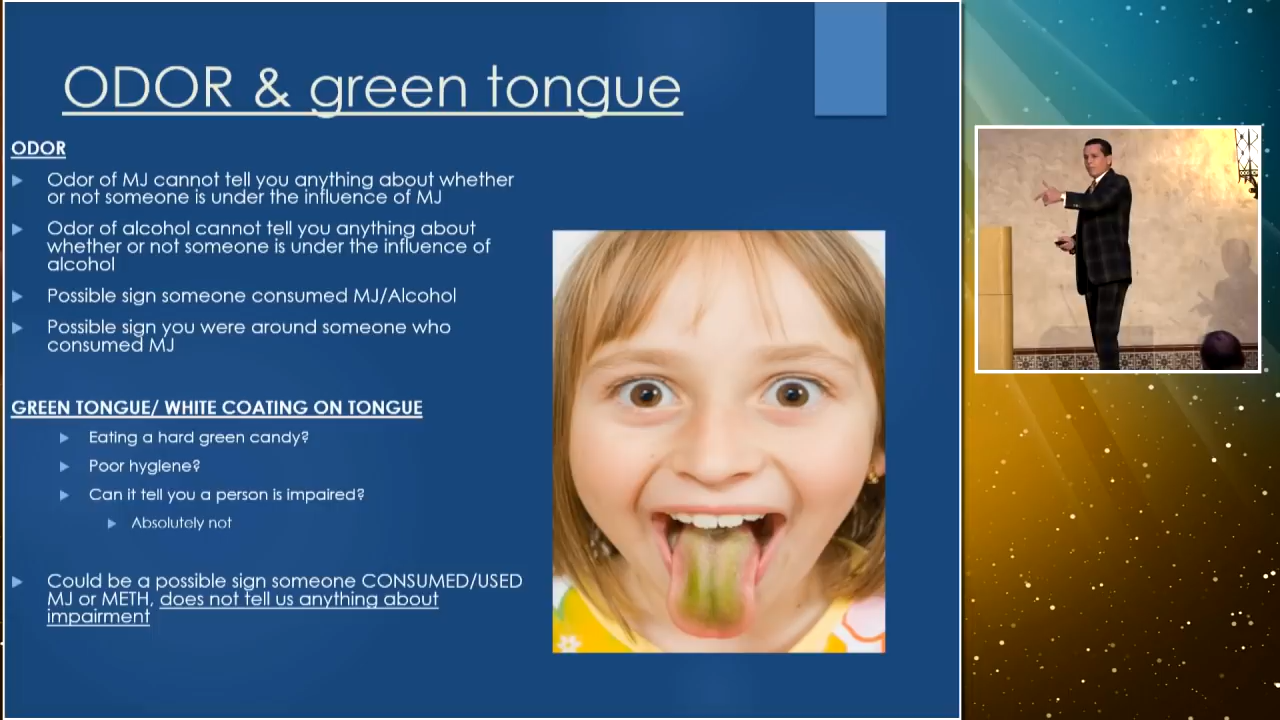 ODOR & green tongue
ODOR
Odor of MJ cannot tell you anything about whether
or not someone is under the influence of MJ
Odor of alcohol cannot tell you anything about
whether or not someone is under the influence of
alcohol
Possible sign someone consumed MJ/Alcohol
Possible sign you were around someone who
consumed MJ
GREEN TONGUE/ WHITE COATING ON TONGUE
Eating a hard green candy?
Poor hygiene?
Can it tell you a person is impaired?
Absolutely not
Could be a possible sign someone CONSUMED/USED
MJ or METH, does not tell us anything about
impairment